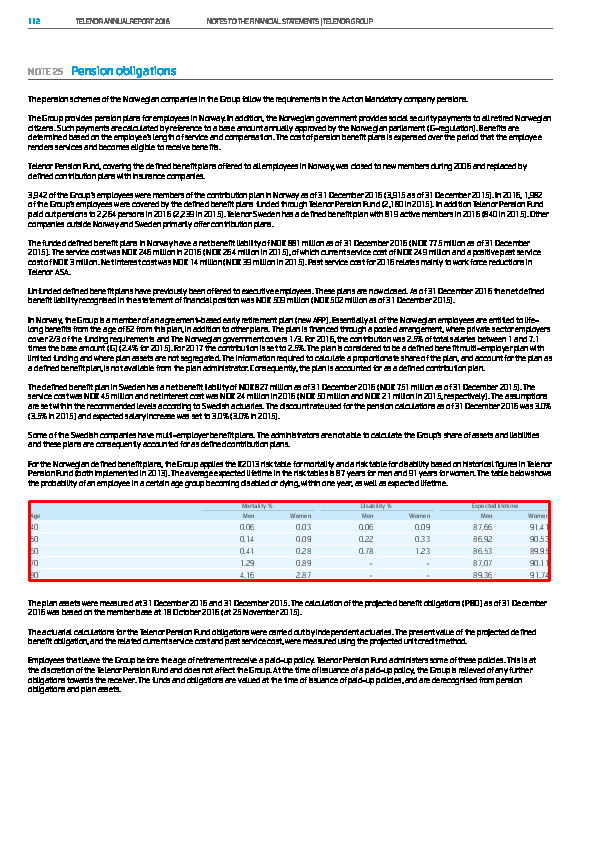 112 TELENOR ANNUAL REPORT 2016 NOTES TO THE FINANCIAL STATEMENTS | TELENOR GROUP
NOTE 25 Pension obligations
The pension schemes of the Norwegian companies in the Group follow the requirements in the Act on Mandatory company pensions.
The Group provides pension plans for employees in Norway. In addition, the Norwegian government provides social security payments to all retired Norwegian
citizens. Such payments are calculated by reference to a base amount annually approved by the Norwegian parliament (G-regulation). Benefits are
determined based on the employee's length of service and compensation. The cost of pension benefit plans is expensed over the period that the employee
renders services and becomes eligible to receive benefits.
Telenor Pension Fund, covering the defined benefit plans offered to all employees in Norway, was closed to new members during 2006 and replaced by
defined contribution plans with insurance companies.
3,942 of the Group's employees were members of the contribution plan in Norway as of 31 December 2016 (3,915 as of 31 December 2015). In 2016, 1,982
of the Group's employees were covered by the defined benefit plans funded through Telenor Pension Fund (2,180 in 2015). In addition Telenor Pension Fund
paid out pensions to 2,264 persons in 2016 (2,239 in 2015). Telenor Sweden has a defined benefit plan with 819 active members in 2016 (840 in 2015). Other
companies outside Norway and Sweden primarily offer contribution plans.
The funded defined benefit plans in Norway have a net benefit liability of NOK 881 million as of 31 December 2016 (NOK 775 million as of 31 December
2015). The service cost was NOK 246 million in 2016 (NOK 264 million in 2015), of which current service cost of NOK 249 million and a positive past service
cost of NOK 3 million. Net interest cost was NOK 14 million (NOK 39 million in 2015). Past service cost for 2016 relates mainly to work force reductions in
Telenor ASA.
Unfunded defined benefit plans have previously been offered to executive employees. These plans are now closed. As of 31 December 2016 the net defined
benefit liability recognised in the statement of financial position was NOK 509 million (NOK 502 million as of 31 December 2015).
In Norway, the Group is a member of an agreement-based early retirement plan (new AFP). Essentially all of the Norwegian employees are entitled to life-
long benefits from the age of 62 from this plan, in addition to other plans. The plan is financed through a pooled arrangement, where private sector employers
cover 2/3 of the funding requirements and The Norwegian government covers 1/3. For 2016, the contribution was 2.5% of total salaries between 1 and 7.1
times the base amount (G) (2.4% for 2015). For 2017 the contribution is set to 2.5%. The plan is considered to be a defined benefit multi-employer plan with
limited funding and where plan assets are not segregated. The information required to calculate a proportionate share of the plan, and account for the plan as
a defined benefit plan, is not available from the plan administrator. Consequently, the plan is accounted for as a defined contribution plan.
The defined benefit plan in Sweden has a net benefit liability of NOK 827 million as of 31 December 2016 (NOK 751 million as of 31 December 2015). The
service cost was NOK 45 million and net interest cost was NOK 24 million in 2016 (NOK 50 million and NOK 21 million in 2015, respectively). The assumptions
are set within the recommended levels according to Swedish actuaries. The discount rate used for the pension calculations as of 31 December 2016 was 3.0%
(3.5% in 2015) and expected salary increase was set to 3.0% (3.0% in 2015).
Some of the Swedish companies have multi-employer benefit plans. The administrators are not able to calculate the Group's share of assets and liabilities
and these plans are consequently accounted for as defined contribution plans.
For the Norwegian defined benefit plans, the Group applies the K2013 risk table for mortality and a risk table for disability based on historical figures in Telenor
Pension Fund (both implemented in 2013). The average expected lifetime in the risk tables is 87 years for men and 91 years for women. The table below shows
the probability of an employee in a certain age group becoming disabled or dying, within one year, as well as expected lifetime.
Mortality % Disability % Expected lifetime
Age Men Women Men Women Men Women
40 0.06 0.03 0.06 0.09 87.66 91.41
50 0.14 0.09 0.22 0.33 86.92 90.53
60 0.41 0.28 0.78 1.23 86.53 89.95
70 1.29 0.89 - - 87.07 90.11
80 4.16 2.87 - - 89.36 91.74
The plan assets were measured at 31 December 2016 and 31 December 2015. The calculation of the projected benefit obligations (PBO) as of 31 December
2016 was based on the member base at 18 October 2016 (at 25 November 2015).
The actuarial calculations for the Telenor Pension Fund obligations were carried out by independent actuaries. The present value of the projected defined
benefit obligation, and the related current service cost and past service cost, were measured using the projected unit credit method.
Employees that leave the Group before the age of retirement receive a paid-up policy. Telenor Pension Fund administers some of these policies. This is at
the discretion of the Telenor Pension Fund and does not affect the Group. At the time of issuance of a paid-up policy, the Group is relieved of any further
obligations towards the receiver. The funds and obligations are valued at the time of issuance of paid-up policies, and are derecognised from pension
obligations and plan assets.